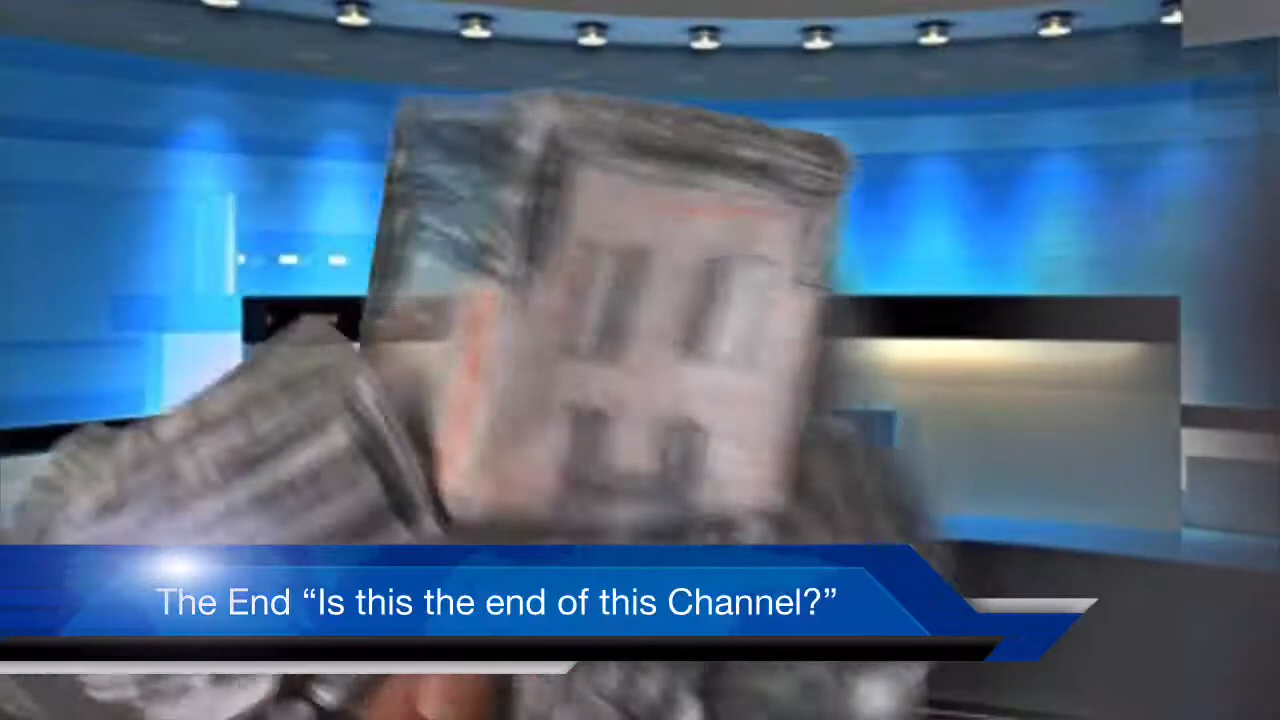 The End “Is this the end of this Channel?”